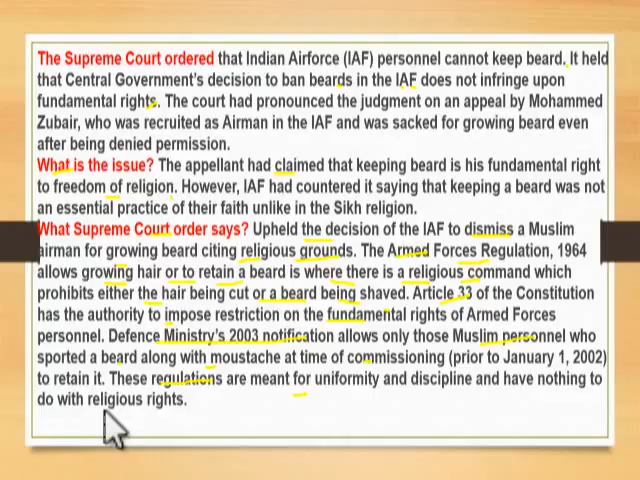 The Supreme Court ordered that Indian Airforce (IAF) personnel cannot keep beard. It held
that Central Government's decision to ban beards in the IAF does not infringe upon
fundamental rights. The court had pronounced the judgment on an appeal by Mohammed
Zubair, who was recruited as Airman in the IAF and was sacked for growing beard even
after being denied permission.
What is the issue? The appellant had claimed that keeping beard is his fundamental right
to freedom of religion. However, IAF had countered it saying that keeping a beard was not
an essential practice of their faith unlike in the Sikh religion.
What Supreme Court order says? Upheld the decision of the IAF to dismiss a Muslim
airman for growing beard citing religious grounds. The Armed Forces Regulation, 1964
allows growing hair or to retain a beard is where there is a religious command which
prohibits either the hair being cut or a beard being shaved. Article 33 of the Constitution
has the authority to impose restriction on the fundamental rights of Armed Forces
personnel. Defence Ministry's 2003 notification allows only those Muslim personnel who
sported a beard along with moustache at time of commissioning (prior to January 1, 2002)
to retain it. These regulations are meant for uniformity and discipline and have nothing to
do with religious rights.